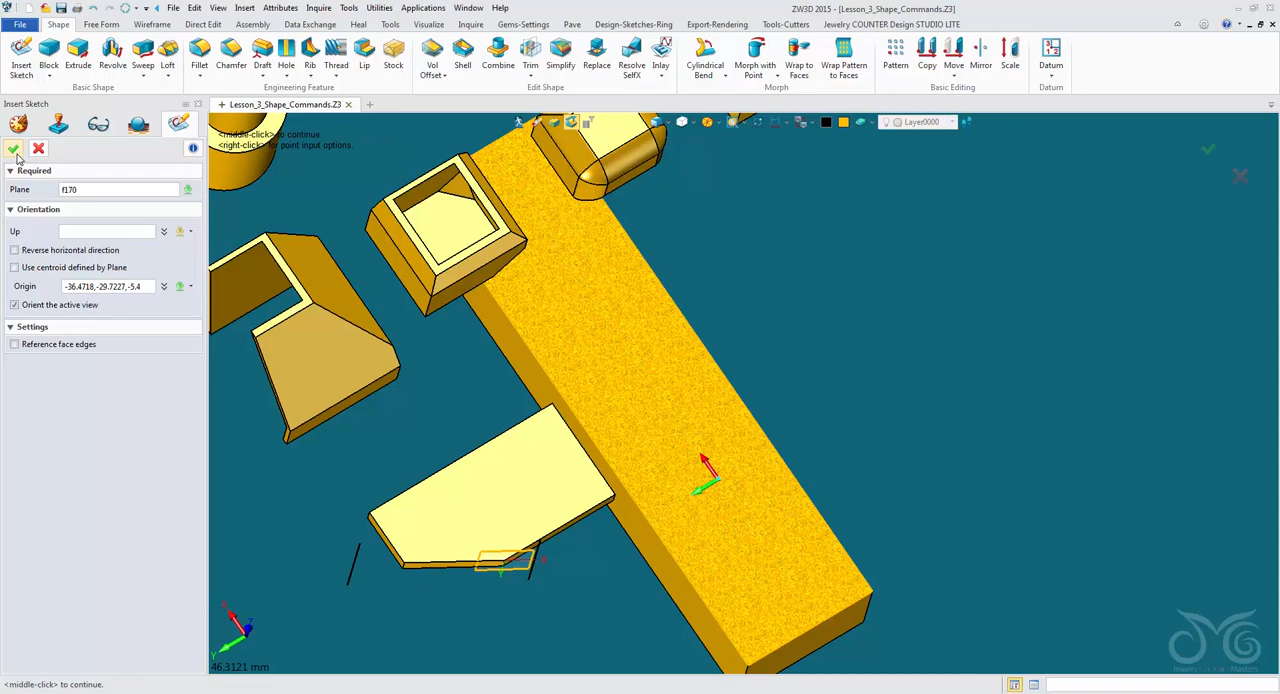 File Edit View Insert Attributes Inquire Tools Utilities Applications Window Help
ZW3D 2015 - [Lesson_3_Shape_Commands.Z3]
File Shape Free Form Wireframe Direct Edit Assembly Data Exchange Heal Tools Visualize Inquire Gems-Settings Pave Design-Sketches-Ring Export-Rendering Tools-Cutters Jewelry COUNTER Design STUDIO LITE
Insert Sketch Block Extrude Revolve Sweep Loft Fillet Chamfer Draft Hole Rib Thread Lip Stock Vol Offset Shell Combine Trim Simplify Replace Resolve SelfX Inlay Cylindrical Bend Morph with Point Wrap to Faces Wrap Pattern to Faces Pattern Copy Move Mirror Scale Datum
Basic Shape Engineering Feature Edit Shape Morph Basic Editing Datum
Insert Sketch
Lesson_3_Shape_Commands.Z3
<middle-click> to continue.
<right-click> for point input options.
Layer0000
Required
Plane f170
Orientation
Up
Reverse horizontal direction
Use centroid defined by Plane
Origin -36.4718,-29.7227,-5.4
Orient the active view
Settings
Reference face edges
46.3121 mm
<middle-click> to continue.